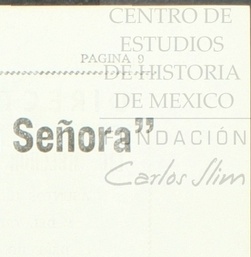 CENTRO DE
ESTUDIOS
PAGINA 9
DE HISTORIA
DE MEXICO
Señora”
FUNDACIÓN
Carlos Slim